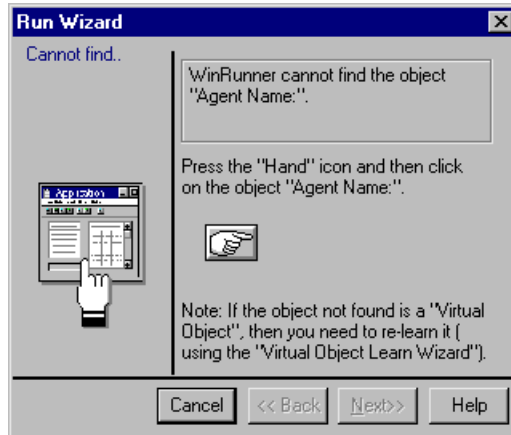 Run Wizard
Cannot find..
WinRunner cannot find the object
"Agent Name:".
Press the "Hand" icon and then click
on the object "Agent Name:".
Application
Note: If the object not found is a "Virtual
Object", then you need to re-learn it (
using the "Virtual Object Learn Wizard").
Cancel
<< Back
Next>>
Help